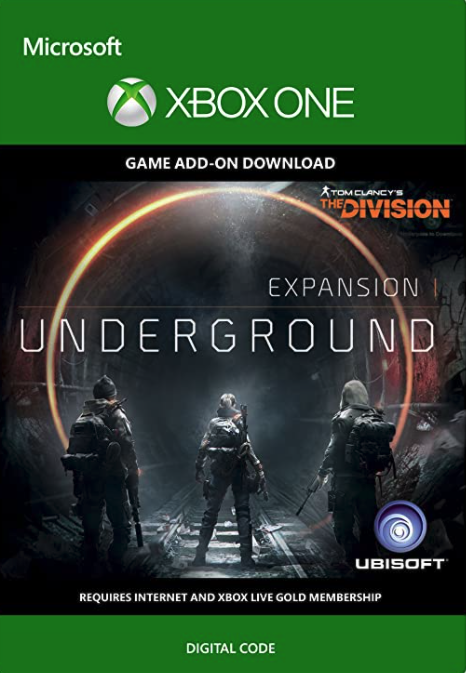 Microsoft
XBOX ONE
GAME ADD-ON DOWNLOAD
TOM CLANCY'S
THE DIVISION
EXPANSION I
UNDERGROUND
UBISOFT
REQUIRES INTERNET AND XBOX LIVE GOLD MEMBERSHIP
DIGITAL CODE